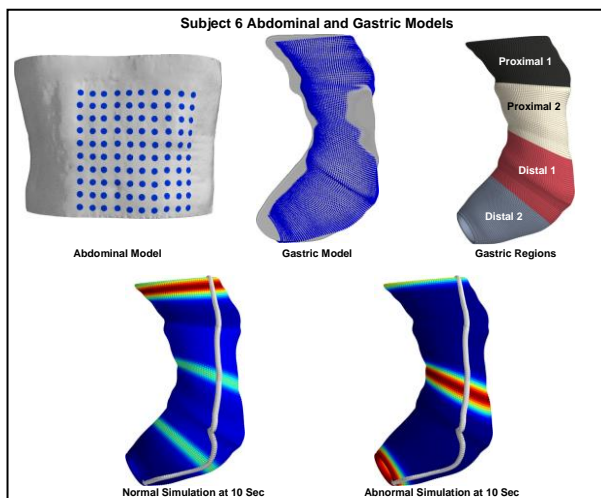 Subject 6 Abdominal and Gastric Models
Proximal 1
Proximal 2
Distal 1
Distal 2
Abdominal Model
Gastric Model
Gastric Regions
Normal Simulation at 10 Sec
Abnormal Simulation at 10 Sec